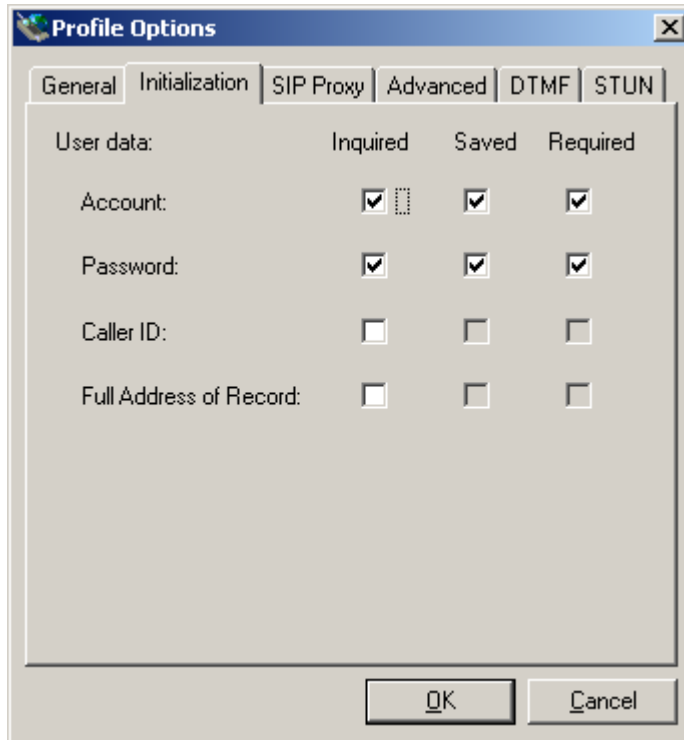 Profile Options
General Initialization SIP Proxy Advanced DTMF STUN
User data: Inquired Saved Required
Account:
Password:
Caller ID:
Full Address of Record:
OK Cancel